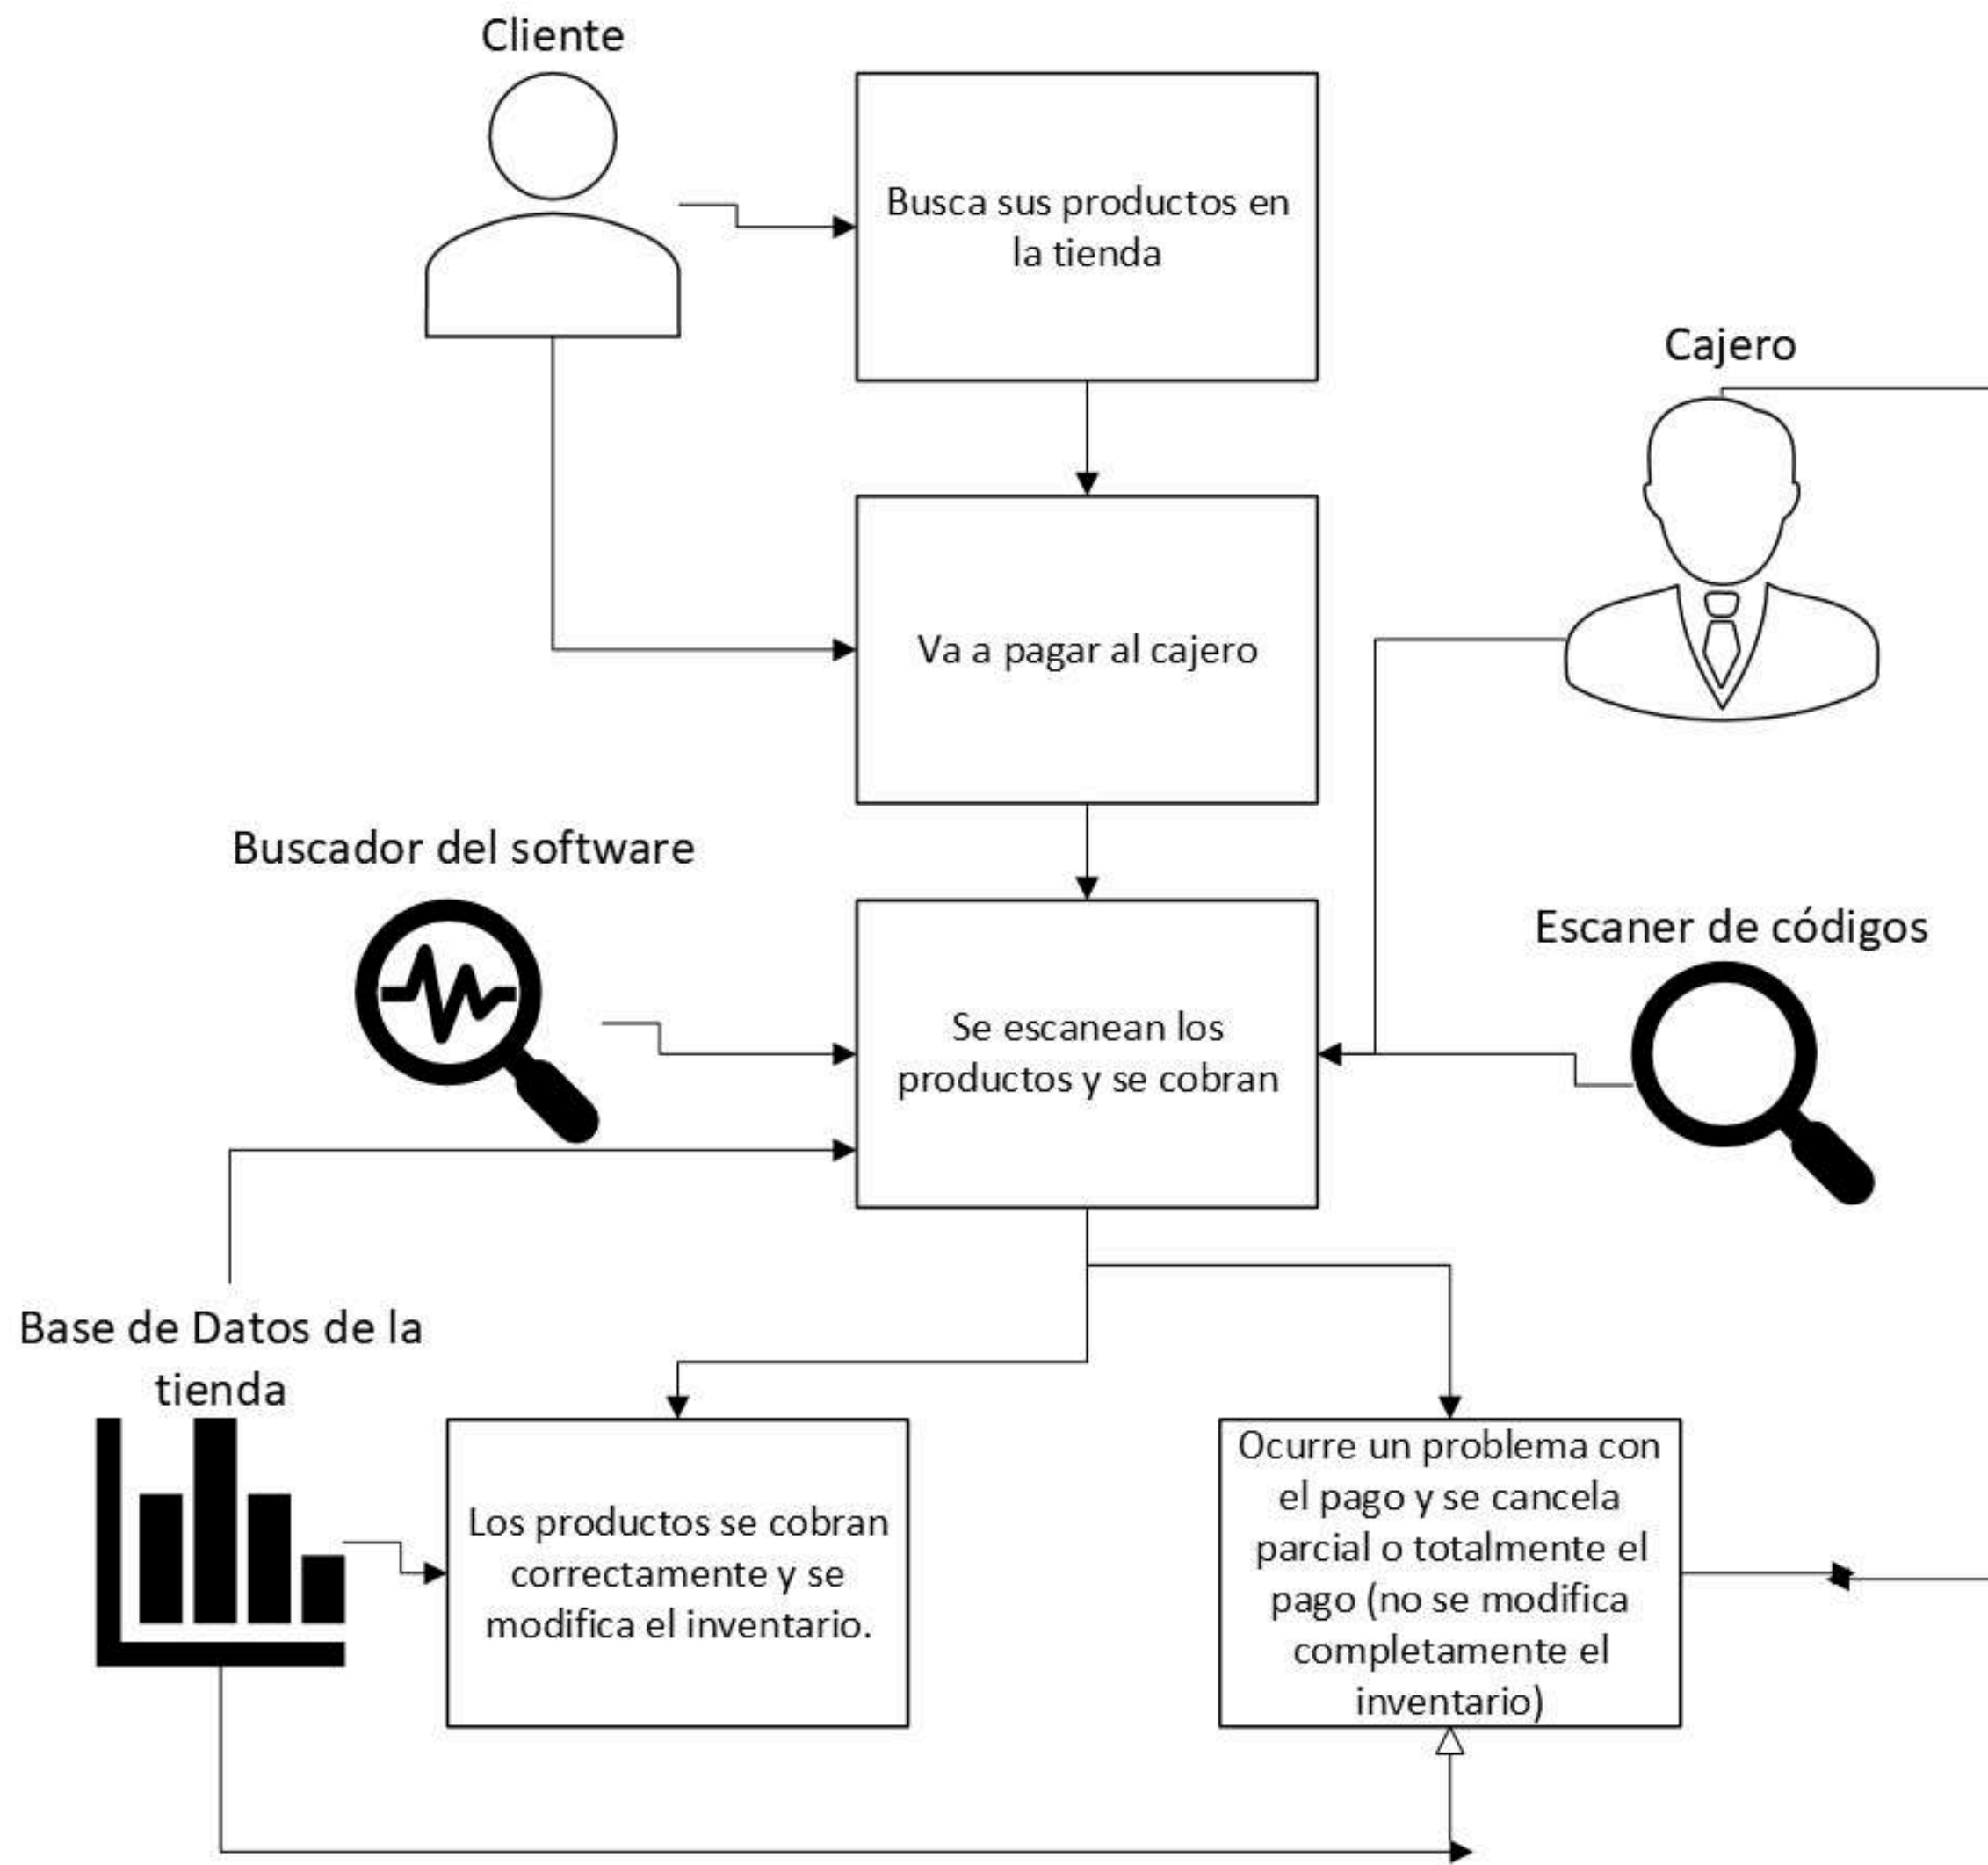 Cliente
Busca sus productos en
la tienda
Cajero
Va a pagar al cajero
Buscador del software
Escaner de códigos
Se escanean los
productos y se cobran
Base de Datos de la
tienda
Los productos se cobran
correctamente y se
modifica el inventario.
Ocurre un problema con
el pago y se cancela
parcial o totalmente el
pago (no se modifica
completamente el
inventario)